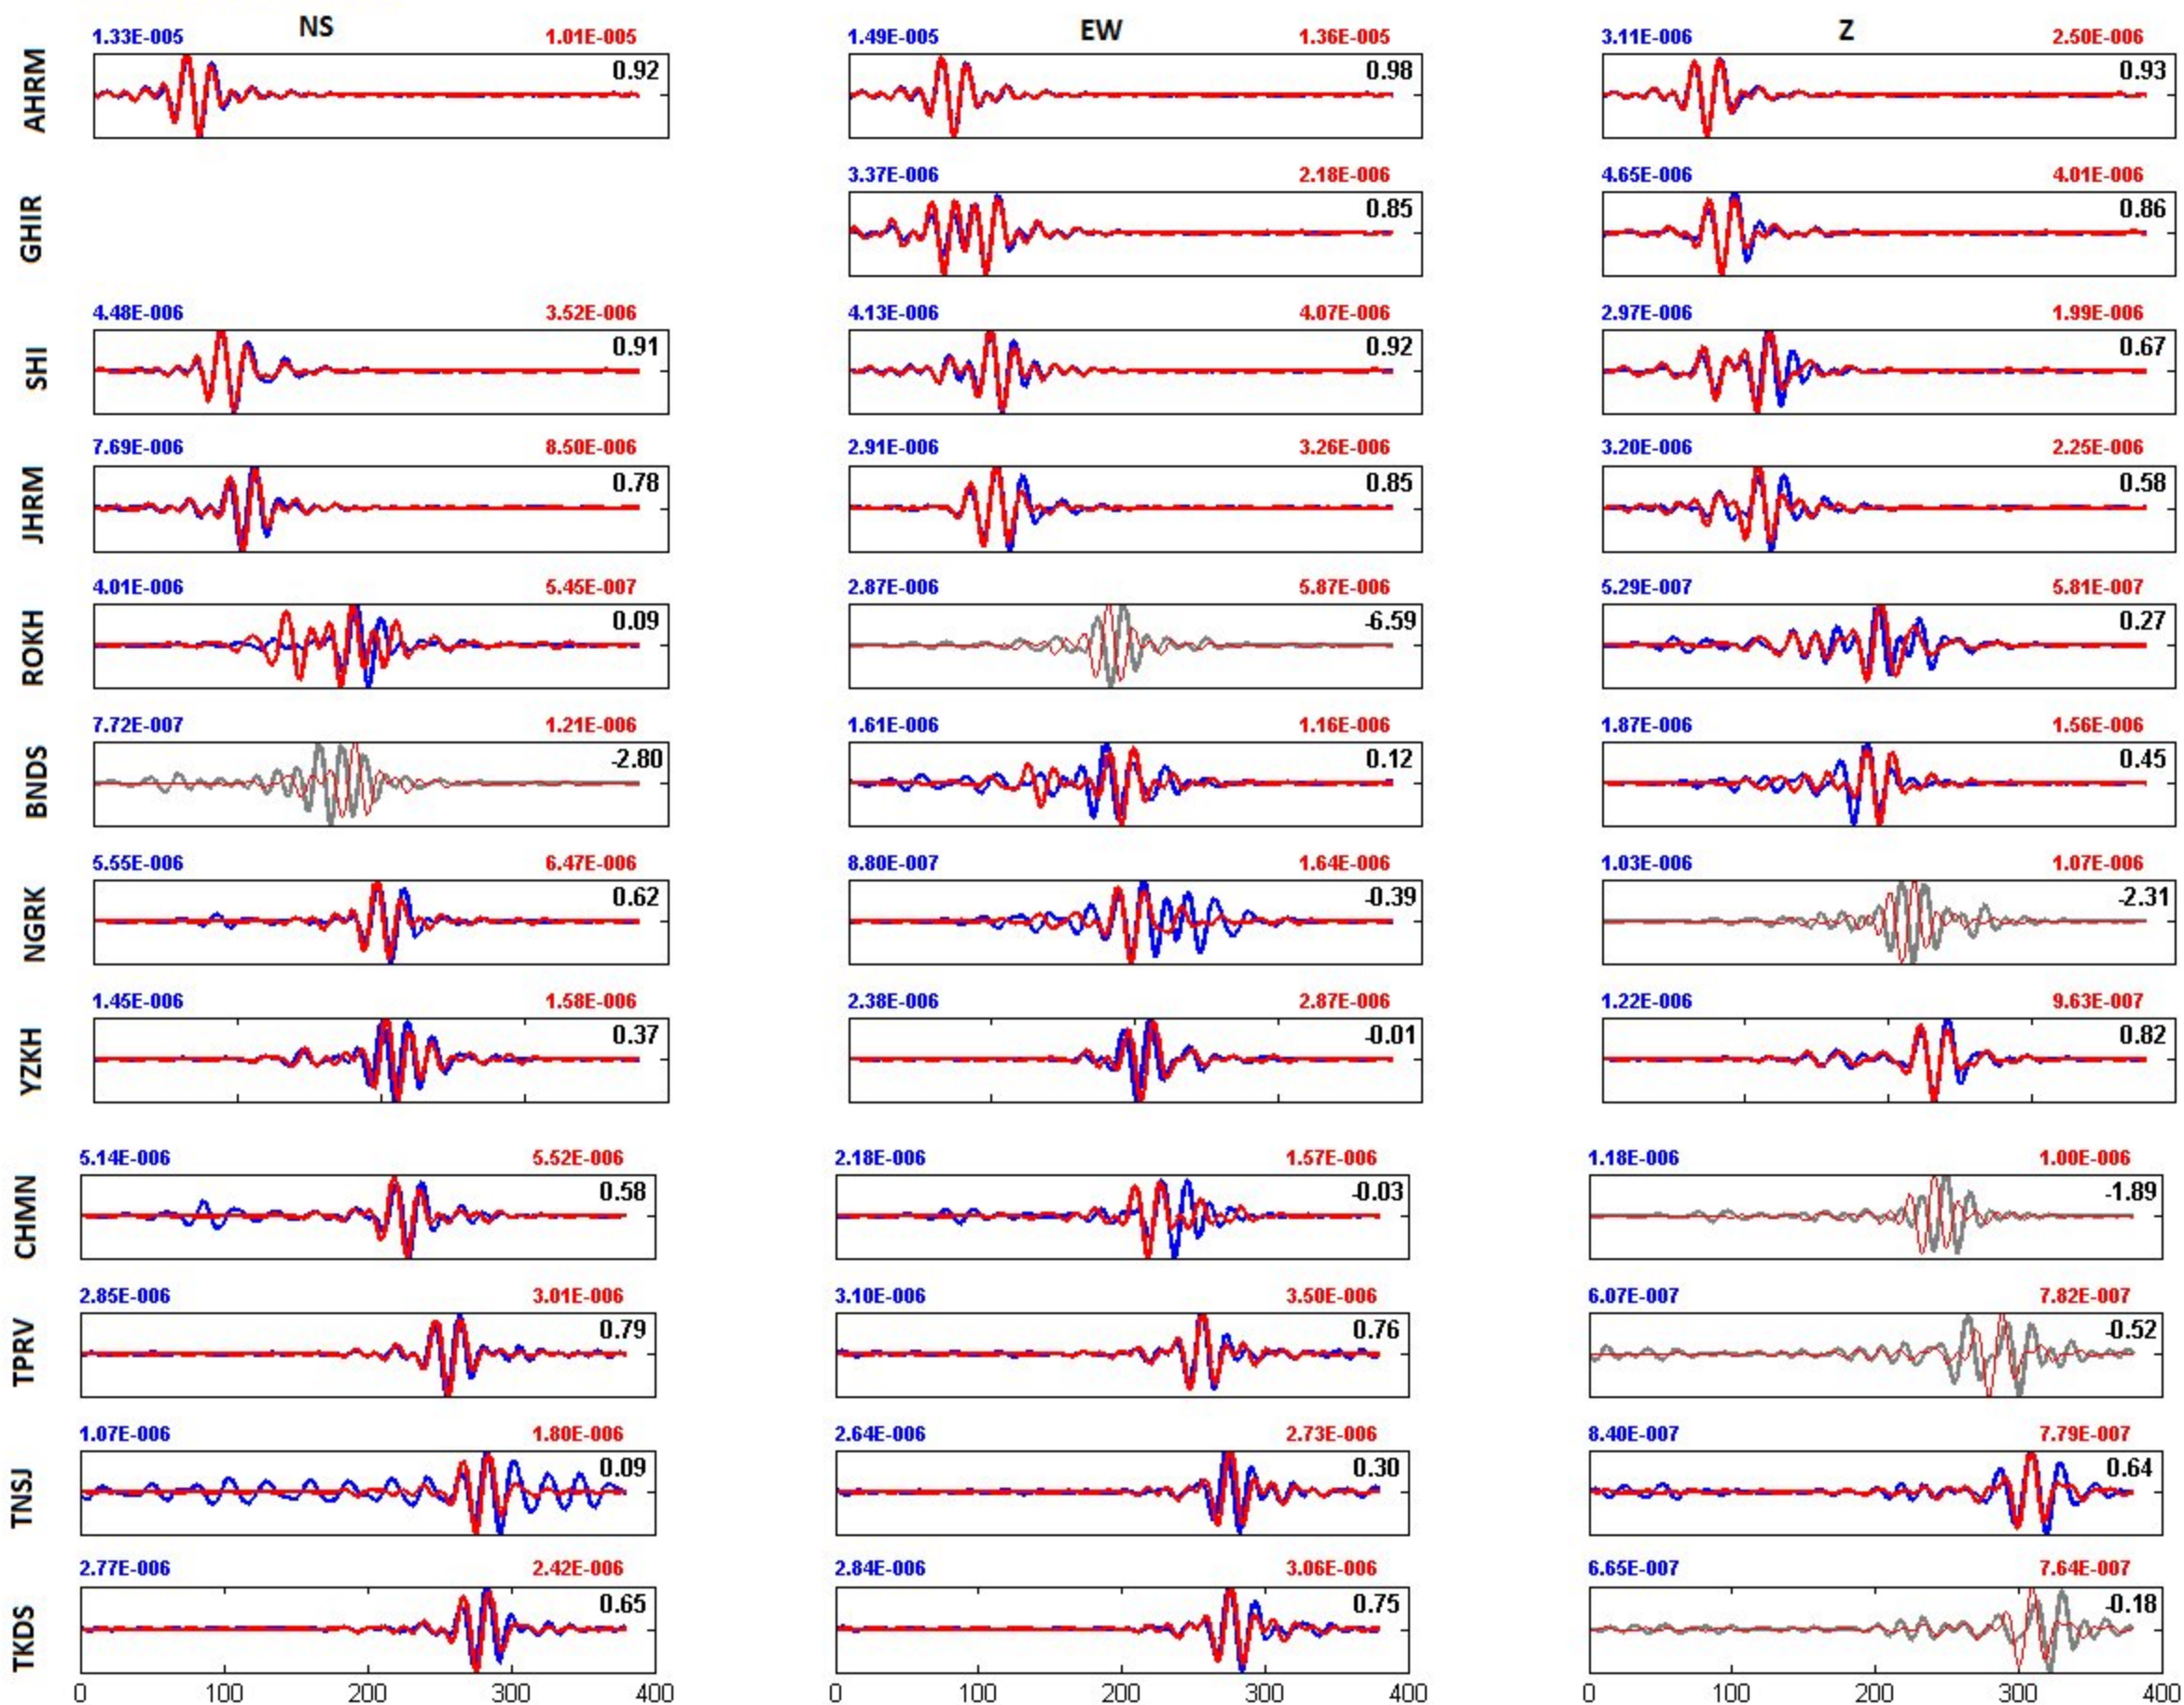 NS EW Z
1.33E-005 1.01E-005 1.49E-005 1.36E-005 3.11E-006 2.50E-006
AHRM 0.92 0.98 0.93
3.37E-006 2.18E-006 4.65E-006 4.01E-006
GHIR 0.85 0.86
4.48E-006 3.52E-006 4.13E-006 4.07E-006 2.97E-006 1.99E-006
SHI 0.91 0.92 0.67
7.69E-006 8.50E-006 2.91E-006 3.26E-006 3.20E-006 2.25E-006
JHRM 0.78 0.85 0.58
4.01E-006 5.45E-007 2.87E-006 5.87E-006 5.29E-007 5.81E-007
ROKH 0.09 -6.59 0.27
7.72E-007 1.21E-006 1.61E-006 1.16E-006 1.87E-006 1.56E-006
BNDS -2.80 0.12 0.45
5.55E-006 6.47E-006 8.80E-007 1.64E-006 1.03E-006 1.07E-006
NGRK 0.62 -0.39 -2.31
1.45E-006 1.58E-006 2.38E-006 2.87E-006 1.22E-006 9.63E-007
YZKH 0.37 -0.01 0.82
5.14E-006 5.52E-006 2.18E-006 1.57E-006 1.18E-006 1.00E-006
CHMN 0.58 -0.03 -1.89
2.85E-006 3.01E-006 3.10E-006 3.50E-006 6.07E-007 7.82E-007
TPRV 0.79 0.76 -0.52
1.07E-006 1.80E-006 2.64E-006 2.73E-006 8.40E-007 7.79E-007
TNSJ 0.09 0.30 0.64
2.77E-006 2.42E-006 2.84E-006 3.06E-006 6.65E-007 7.64E-007
TKDS 0.65 0.75 -0.18
0 100 200 300 400 0 100 200 300 400 0 100 200 300 400